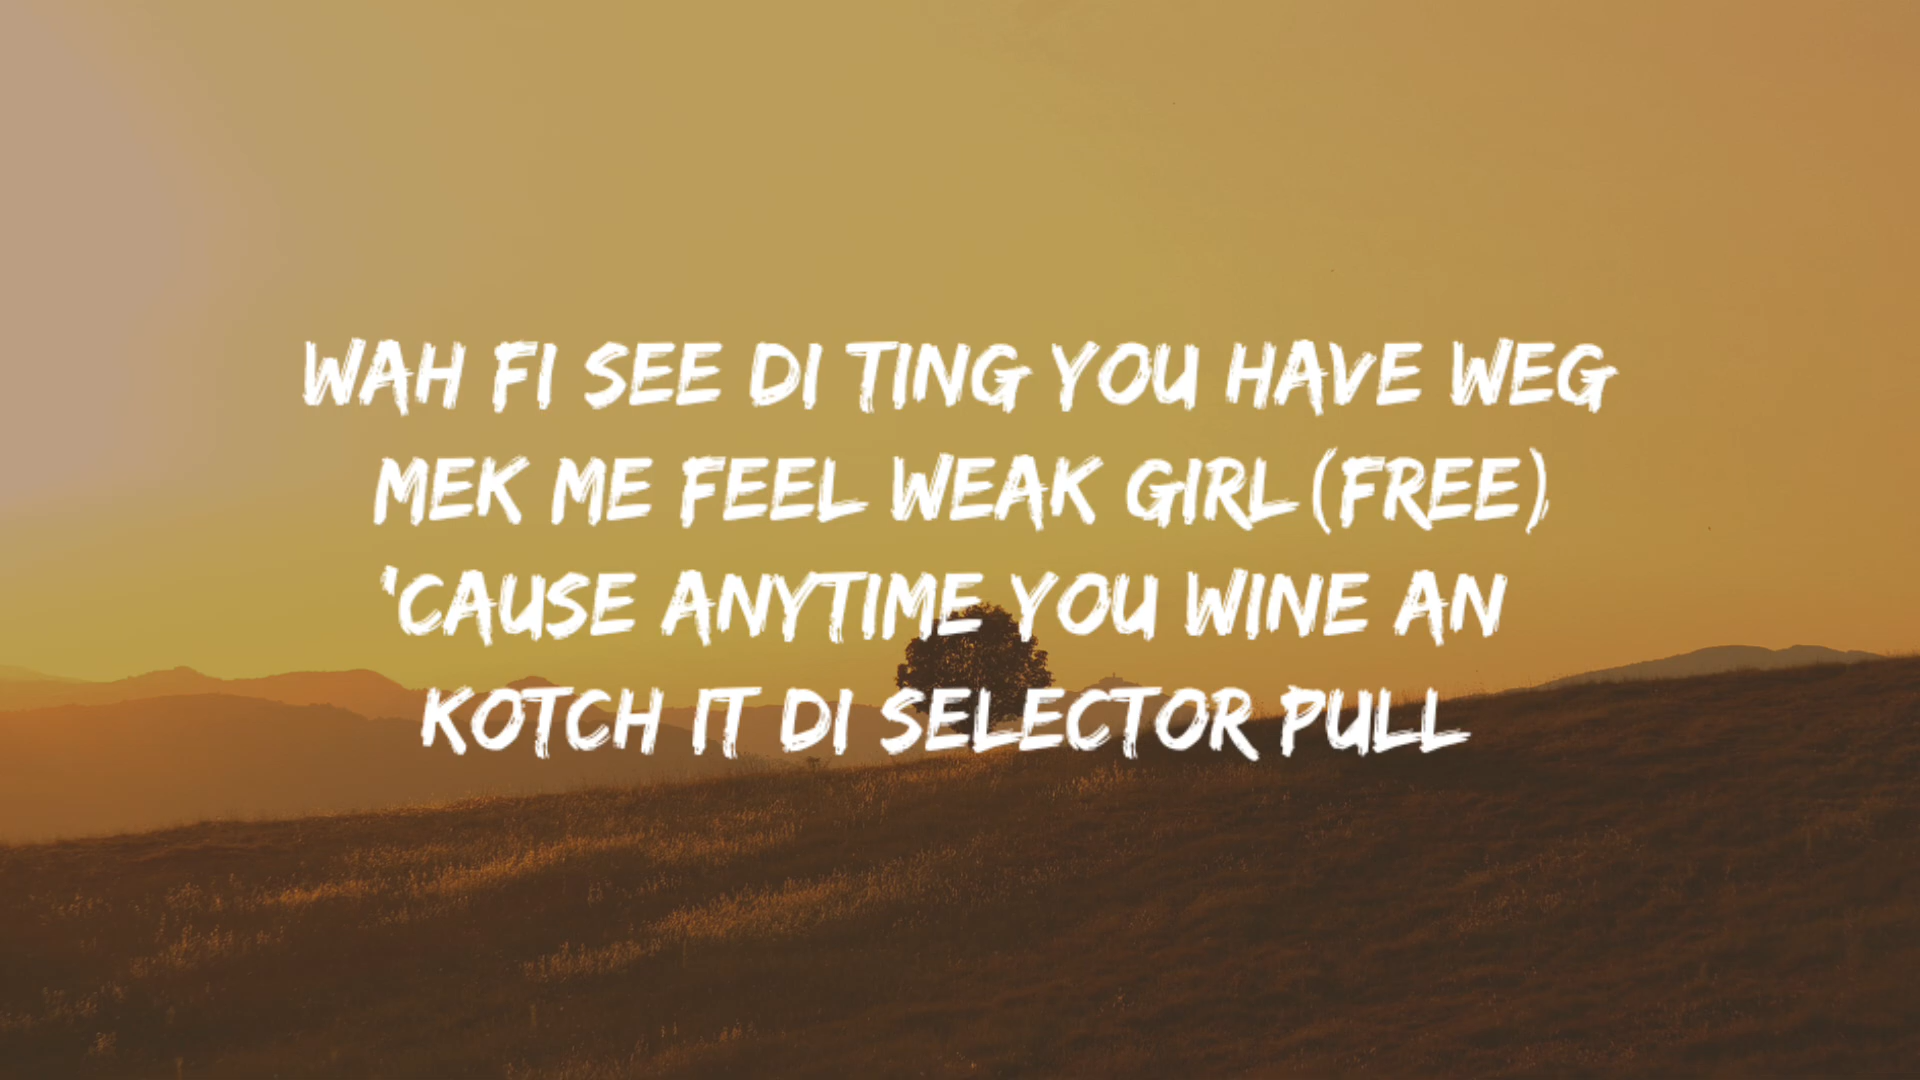 WAH FI SEE DI TING YOU HAVE WEG
MEK ME FEEL WEAK GIRL (FREE)
'CAUSE ANYTIME YOU WINE AN
KOTCH IT DI SELECTOR PULL